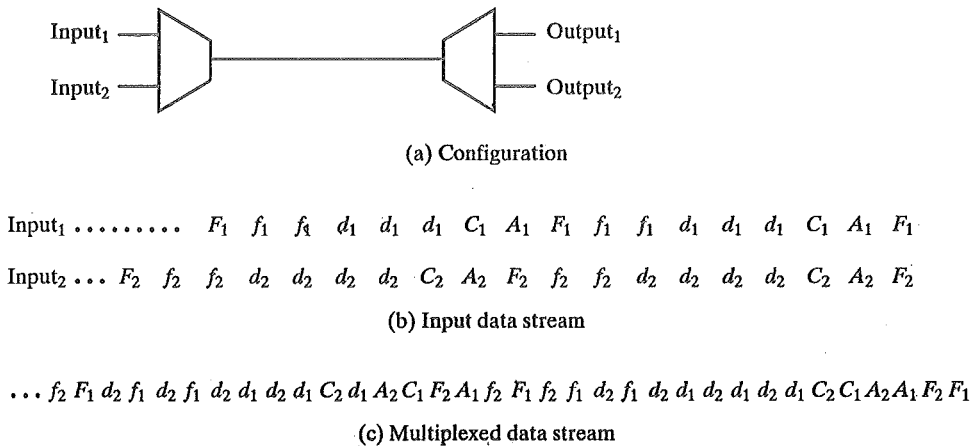 Input₁ Output₁
Input₂ Output₂
(a) Configuration
Input₁ ......... F₁ f₁ f₁ d₁ d₁ d₁ C₁ A₁ F₁ f₁ f₁ d₁ d₁ d₁ C₁ A₁ F₁
Input₂ ... F₂ f₂ f₂ d₂ d₂ d₂ d₂ C₂ A₂ F₂ f₂ f₂ d₂ d₂ d₂ d₂ C₂ A₂ F₂
(b) Input data stream
... f₂ F₁ d₂ f₁ d₂ f₁ d₂ d₁ d₂ d₁ C₂ d₁ A₂ C₁ F₂ A₁ f₂ F₁ f₂ f₁ d₂ f₁ d₂ d₁ d₂ d₁ d₂ d₁ C₂ C₁ A₂ A₁ F₂ F₁
(c) Multiplexed data stream